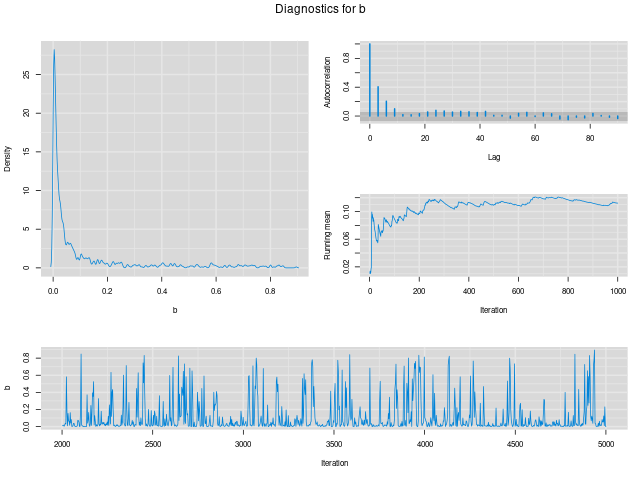 Diagnostics for b
Density
0 5 10 15 20 25
0.0 0.2 0.4 0.6 0.8
b
Autocorrelation
0.0 0.4 0.8
0 20 40 60 80
Lag
Running mean
0.02 0.06 0.10
0 200 400 600 800 1000
Iteration
b
0.0 0.2 0.4 0.6 0.8
2000 2500 3000 3500 4000 4500 5000
Iteration